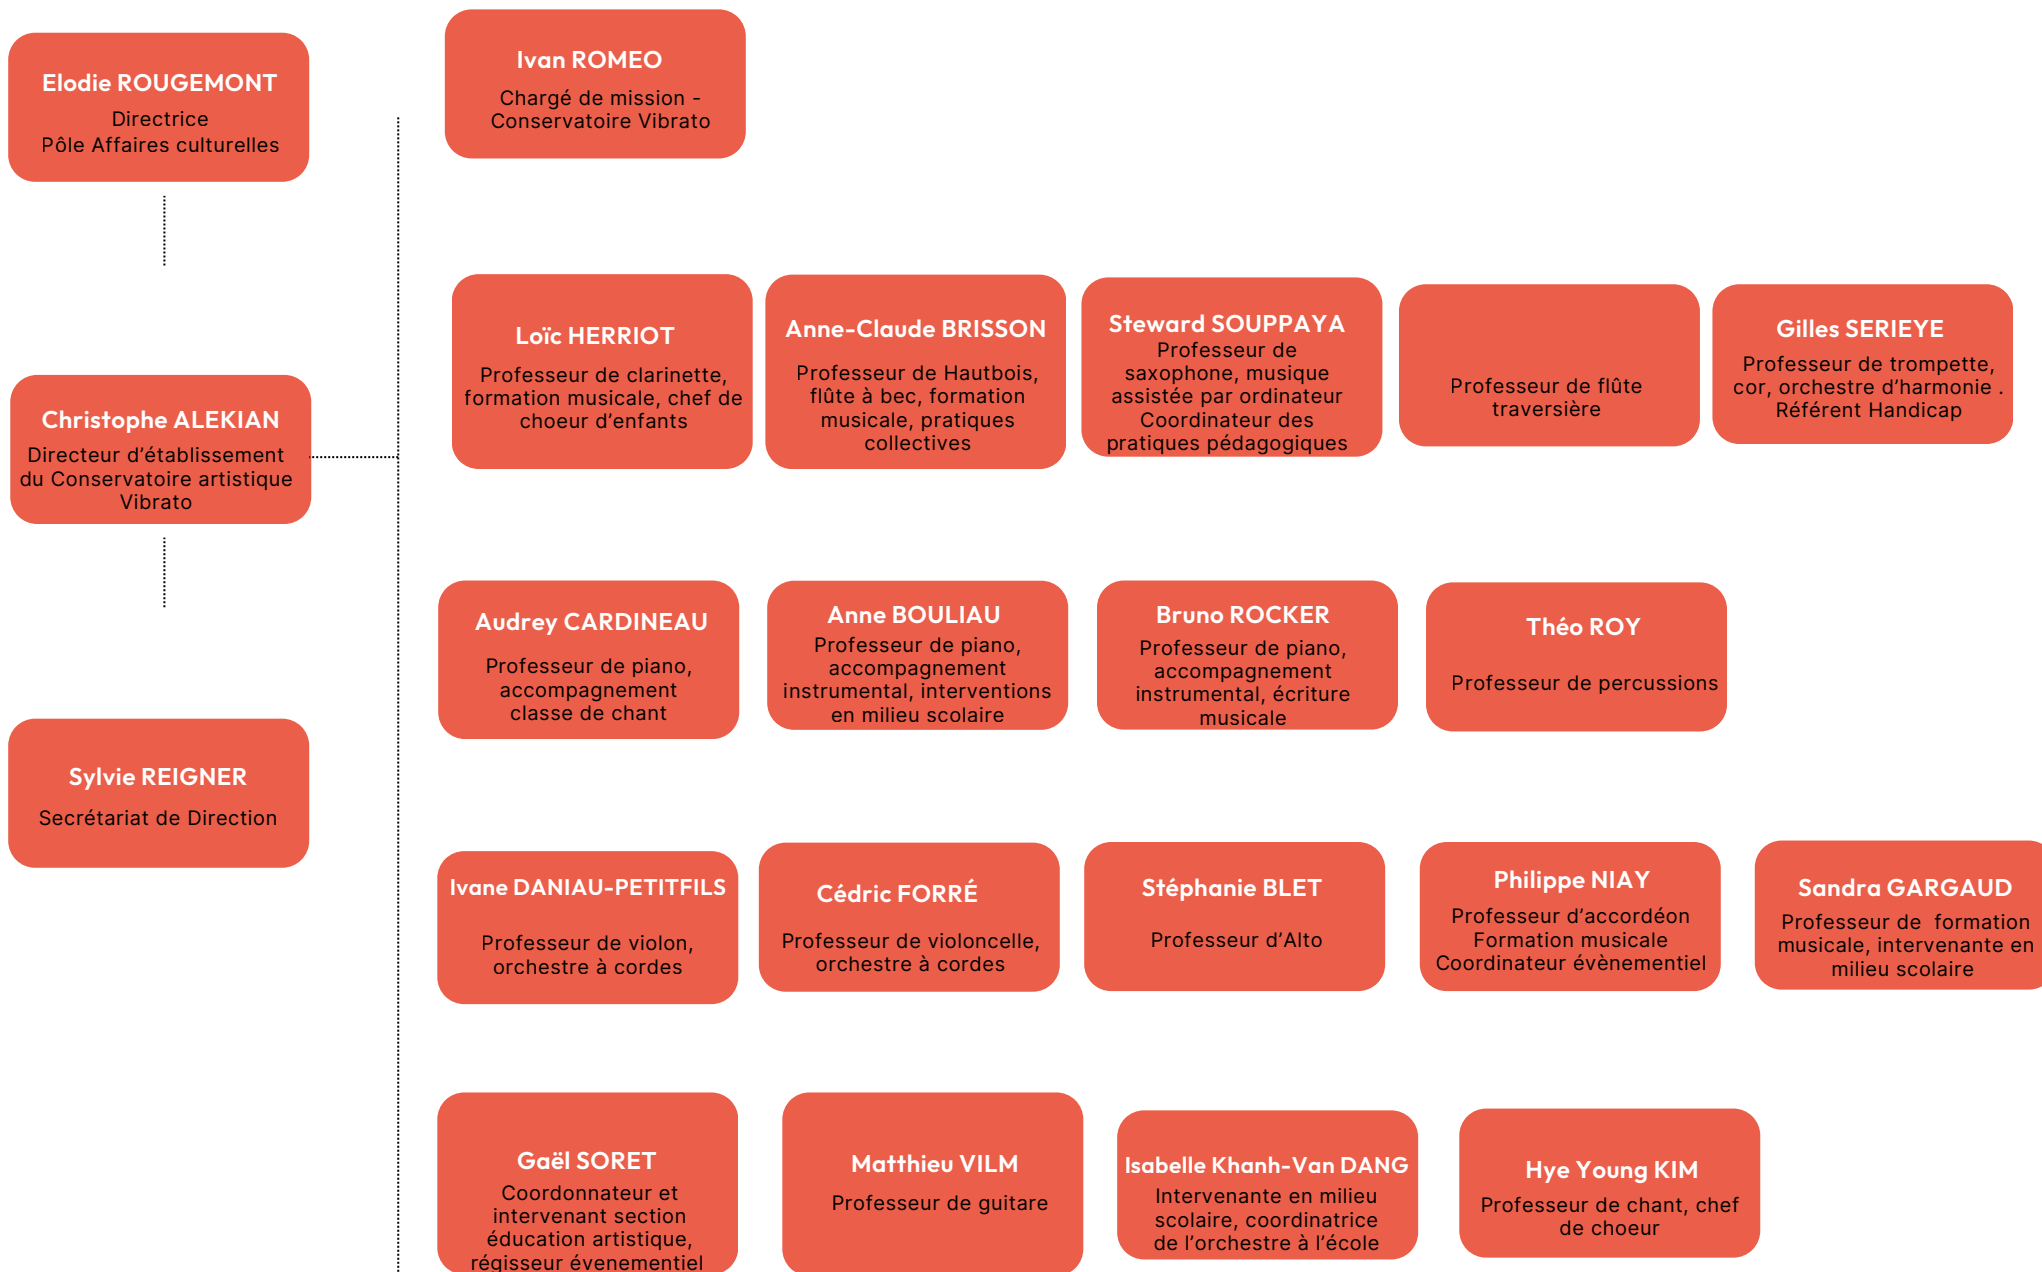 Elodie ROUGEMONT
Directrice
Pôle Affaires culturelles
Ivan ROMEO
Chargé de mission -
Conservatoire Vibrato
Christophe ALEKIAN
Directeur d’établissement
du Conservatoire artistique
Vibrato
Sylvie REIGNER
Secrétariat de Direction
Loïc HERRIOT
Professeur de clarinette,
formation musicale, chef de
choeur d’enfants
Anne-Claude BRISSON
Professeur de Hautbois,
flûte à bec, formation
musicale, pratiques
collectives
Steward SOUPPAYA
Professeur de
saxophone, musique
assistée par ordinateur
Coordinateur des
pratiques pédagogiques
Professeur de flûte
traversière
Gilles SERIEYE
Professeur de trompette,
cor, orchestre d’harmonie .
Référent Handicap
Audrey CARDINEAU
Professeur de piano,
accompagnement
classe de chant
Anne BOULIAU
Professeur de piano,
accompagnement
instrumental, interventions
en milieu scolaire
Bruno ROCKER
Professeur de piano,
accompagnement
instrumental, écriture
musicale
Théo ROY
Professeur de percussions
Ivane DANIAU-PETITFILS
Professeur de violon,
orchestre à cordes
Cédric FORRÉ
Professeur de violoncelle,
orchestre à cordes
Stéphanie BLET
Professeur d’Alto
Philippe NIAY
Professeur d’accordéon
Formation musicale
Coordinateur évènementiel
Sandra GARGAUD
Professeur de  formation
musicale, intervenante en
milieu scolaire
Gaël SORET
Coordonnateur et
intervenant section
éducation artistique,
régisseur évenementiel
Matthieu VILM
Professeur de guitare
Isabelle Khanh-Van DANG
Intervenante en milieu
scolaire, coordinatrice
de l’orchestre à l’école
Hye Young KIM
Professeur de chant, chef
de choeur